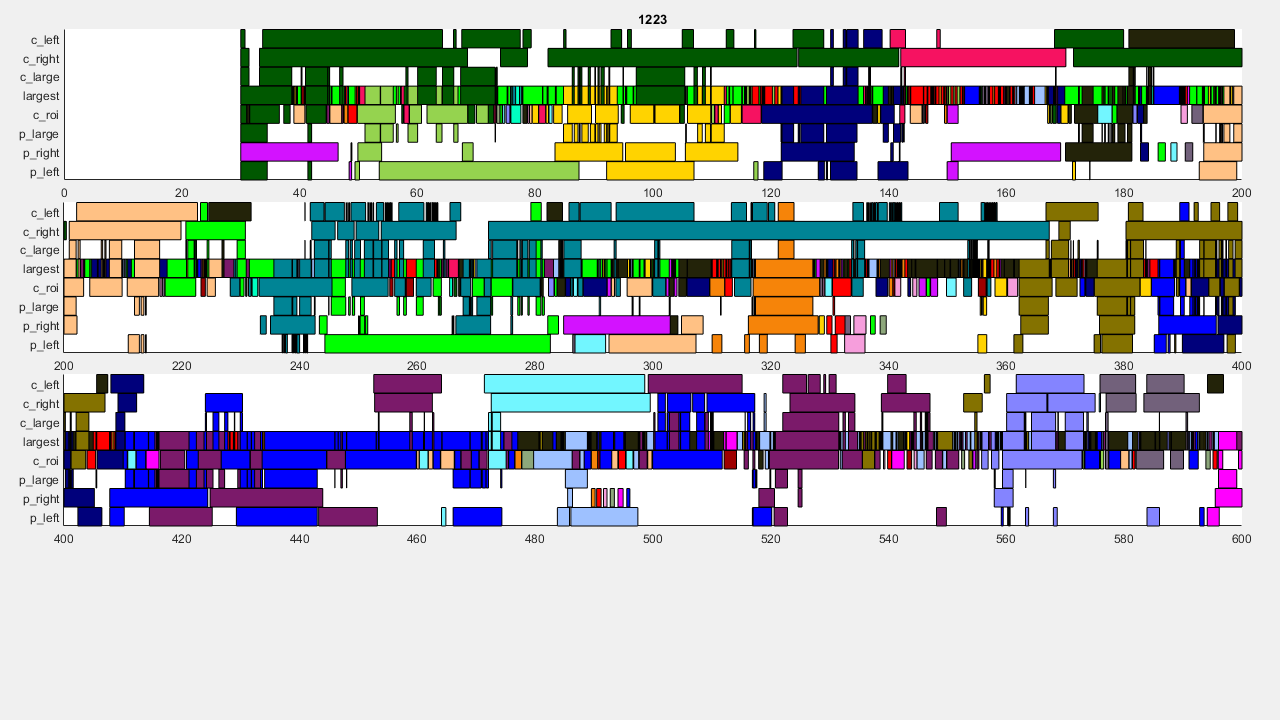 1223
c_left
c_right
c_large
largest
c_roi
p_large
p_right
p_left
0 20 40 60 80 100 120 140 160 180 200
c_left
c_right
c_large
largest
c_roi
p_large
p_right
p_left
200 220 240 260 280 300 320 340 360 380 400
c_left
c_right
c_large
largest
c_roi
p_large
p_right
p_left
400 420 440 460 480 500 520 540 560 580 600